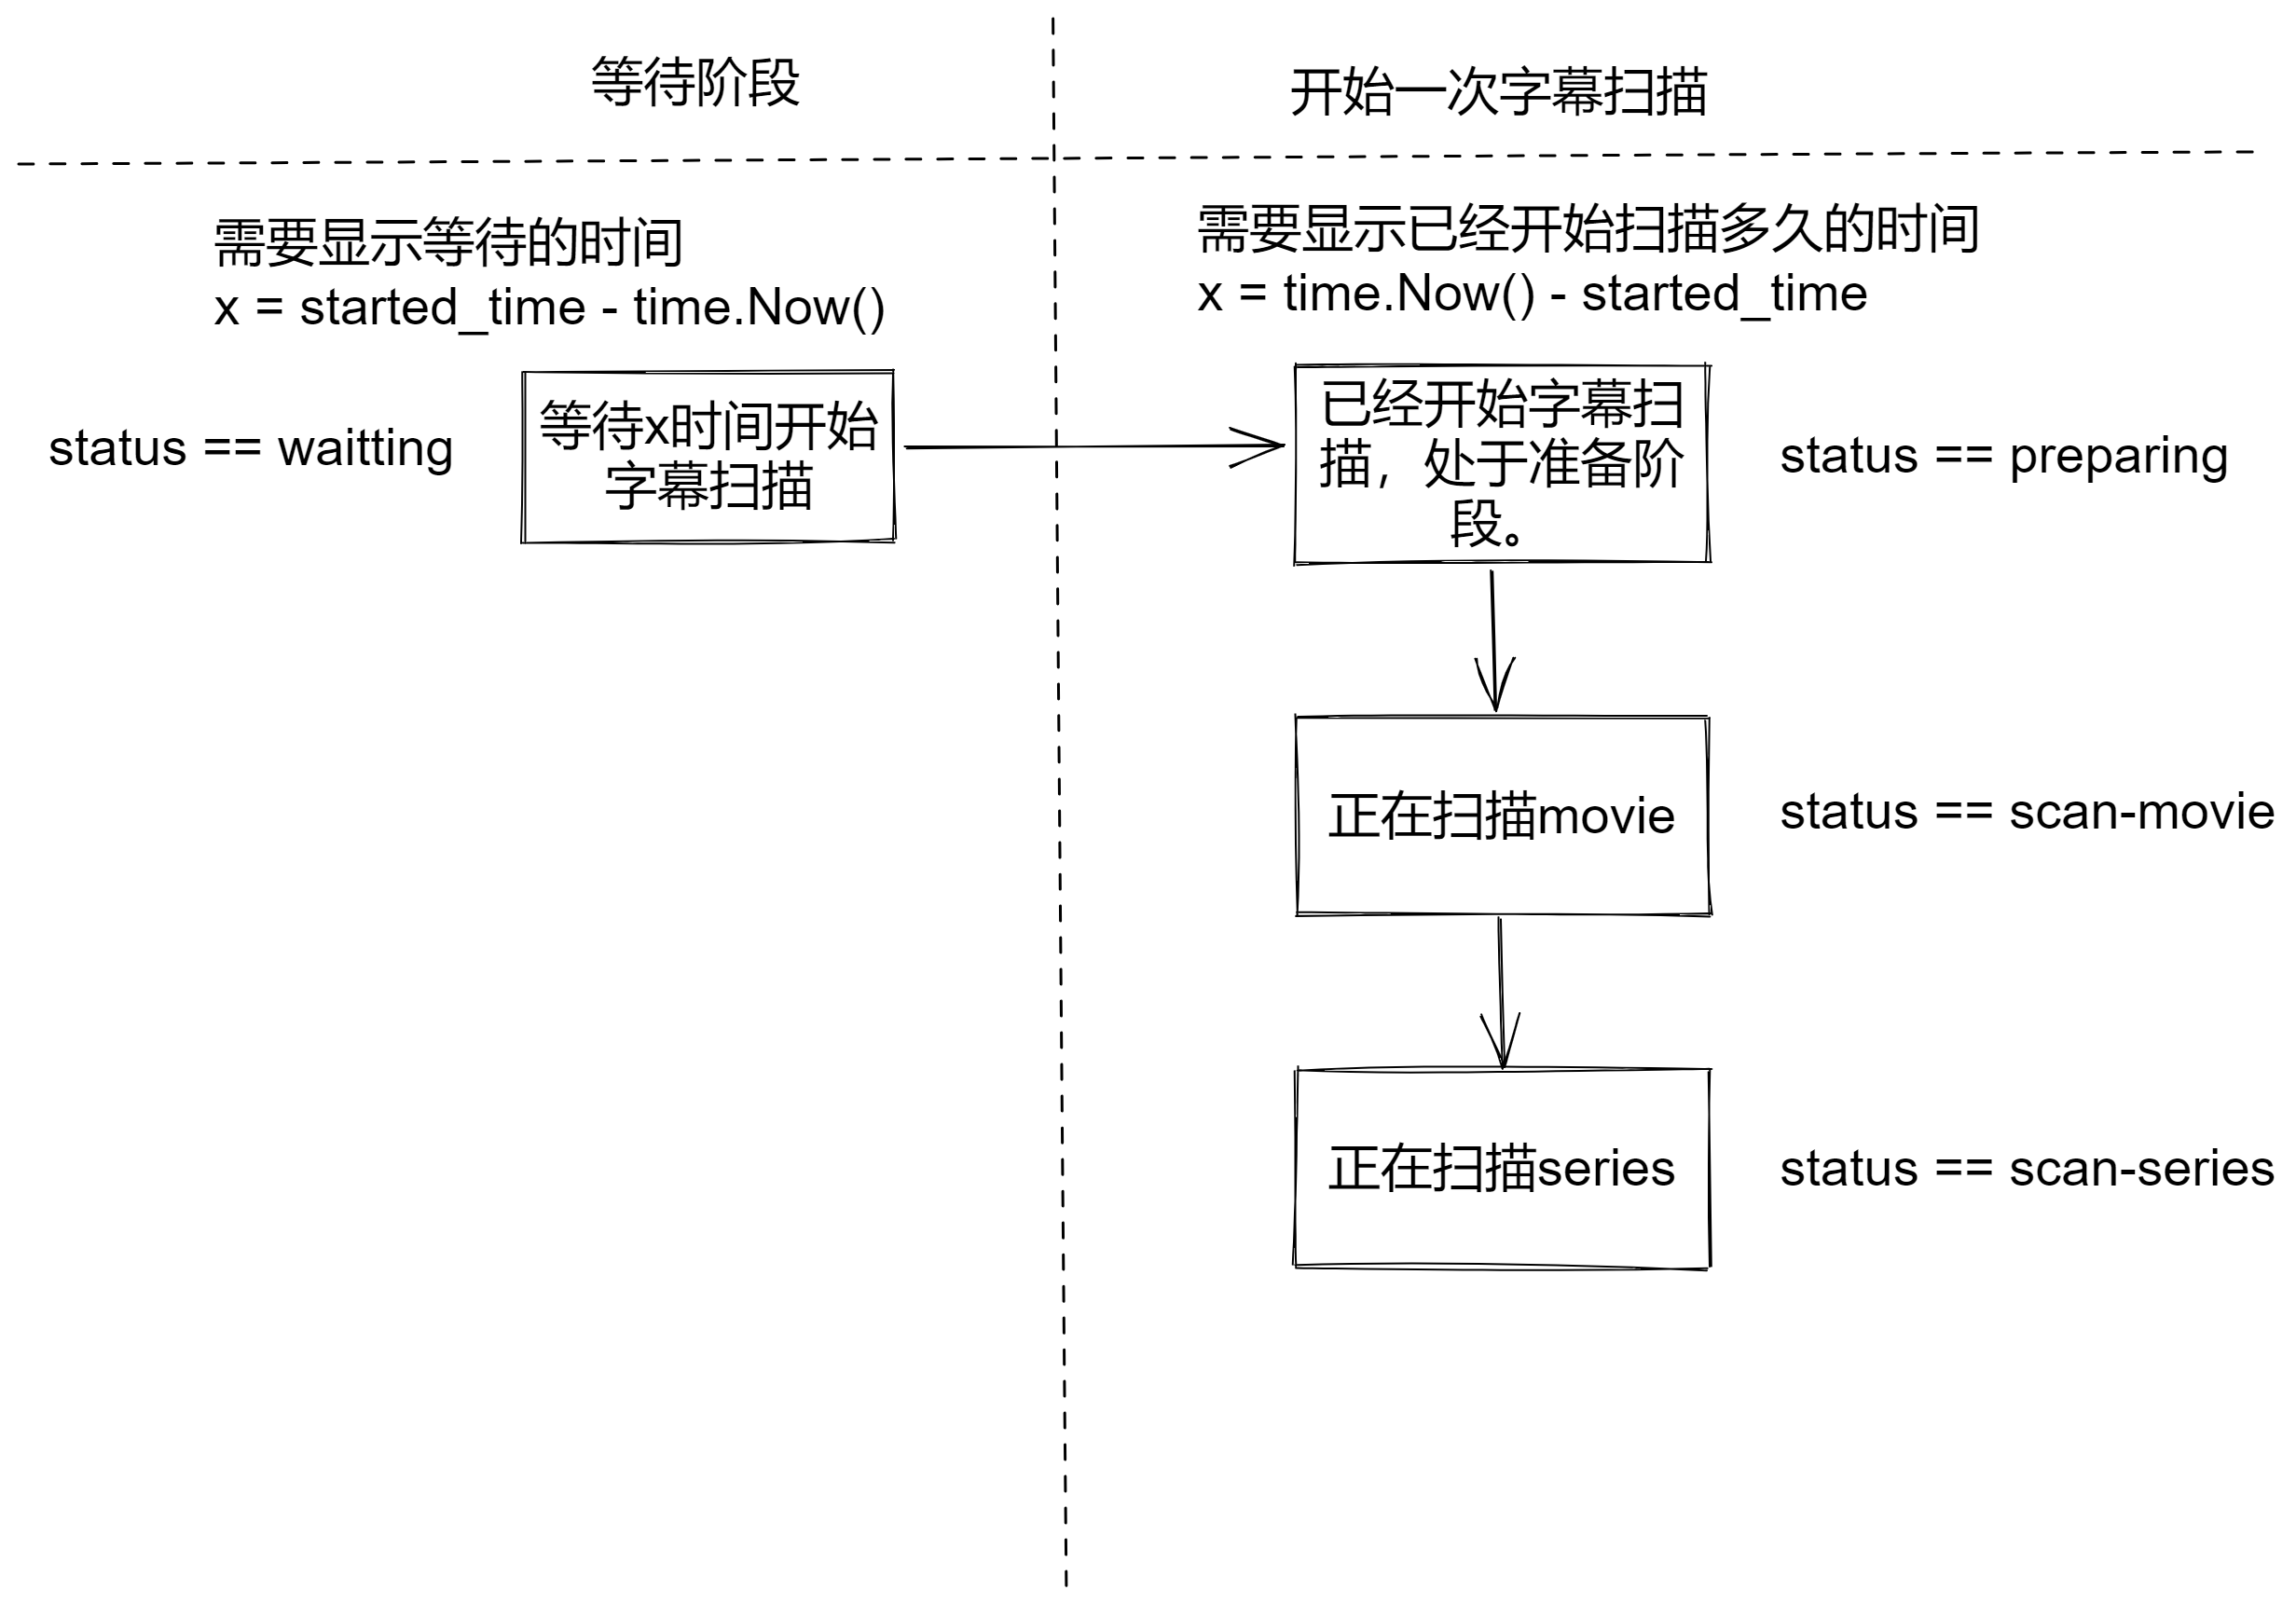 等待阶段
开始一次字幕扫描
需要显示等待的时间
x = started_time - time.Now()
需要显示已经开始扫描多久的时间
x = time.Now() - started_time
status == waitting
等待x时间开始
字幕扫描
已经开始字幕扫
描，处于准备阶
段。
status == preparing
正在扫描movie
status == scan-movie
正在扫描series
status == scan-series